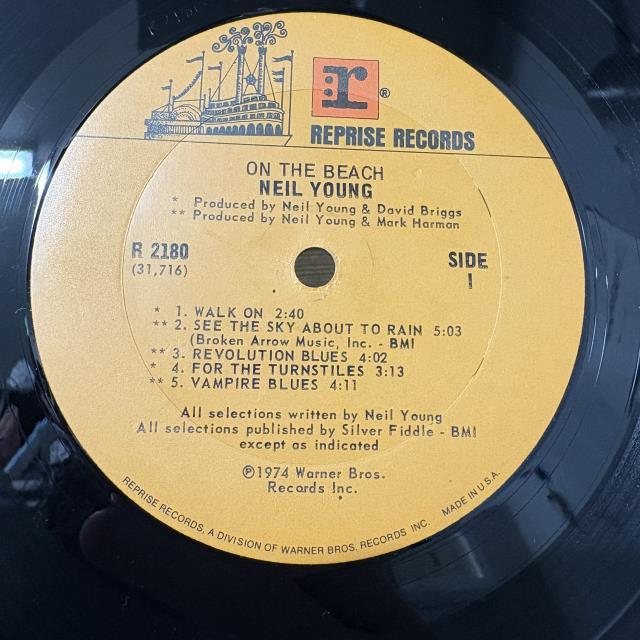 r ®
REPRISE RECORDS
ON THE BEACH
NEIL YOUNG
* Produced by Neil Young & David Briggs
** Produced by Neil Young & Mark Harman
R 2180
(31,716)
SIDE
1
* 1. WALK ON 2:40
** 2. SEE THE SKY ABOUT TO RAIN 5:03
(Broken Arrow Music, Inc. - BMI
** 3. REVOLUTION BLUES 4:02
* 4. FOR THE TURNSTILES 3:13
** 5. VAMPIRE BLUES 4:11
All selections written by Neil Young
All selections published by Silver Fiddle - BMI
except as indicated
℗1974 Warner Bros.
Records Inc.
REPRISE RECORDS, A DIVISION OF WARNER BROS. RECORDS INC. MADE IN U.S.A.